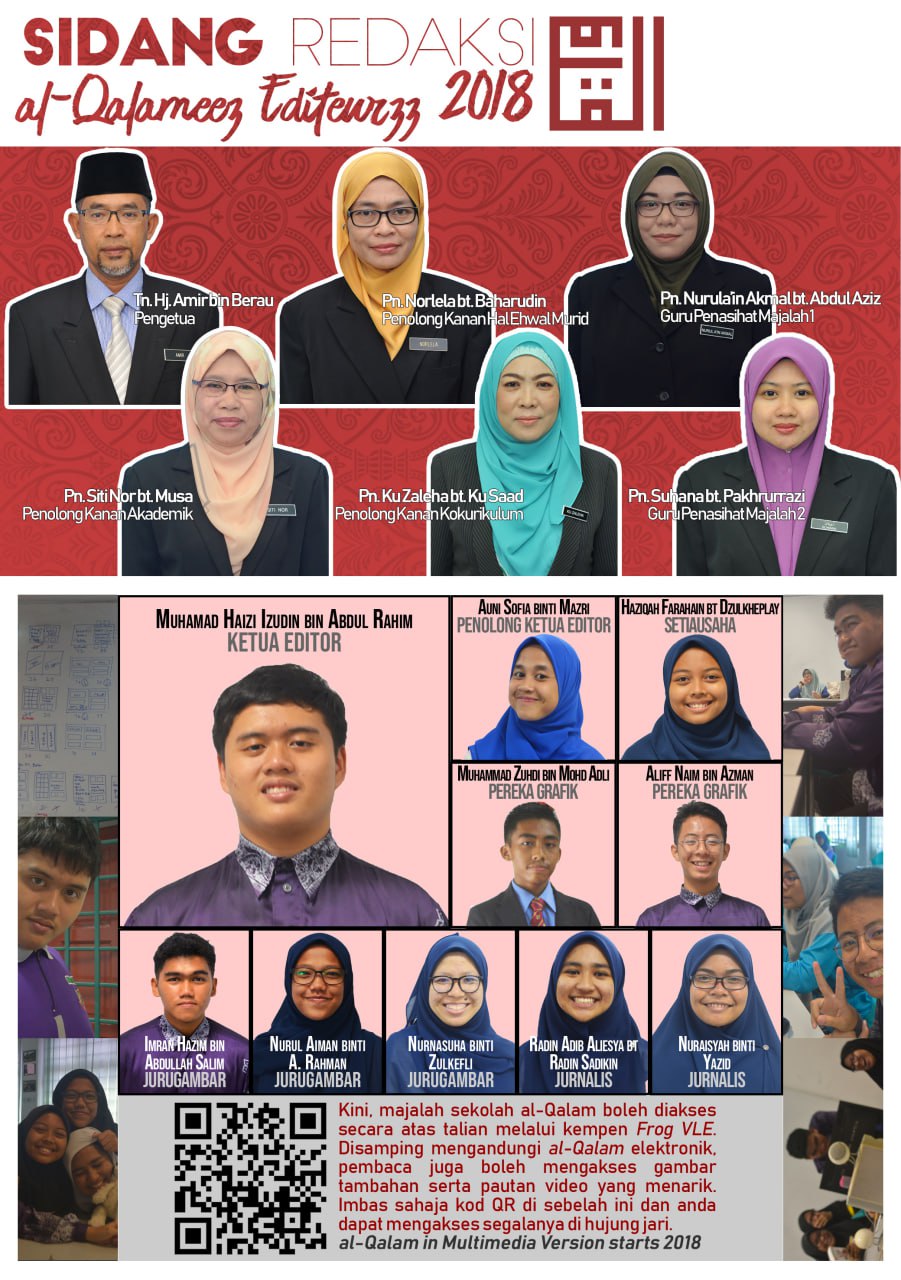 SIDANG REDAKSI
al-Qalameez Editeurzz 2018
Tn. Hj. Amir bin Berau
Pengetua
AMIR
Pn. Norlela bt. Baharudin
Penolong Kanan Hal Ehwal Murid
NORLELA
Pn. Nurula'in Akmal bt. Abdul Aziz
Guru Penasihat Majalah 1
NURUL A'IN AKMAL
Pn. Siti Nor bt. Musa
Penolong Kanan Akademik
SITI NOR
Pn. Ku Zaleha bt. Ku Saad
Penolong Kanan Kokurikulum
Pn. Suhana bt. Pakhrurrazi
Guru Penasihat Majalah 2
MUHAMAD HAIZI IZUDIN BIN ABDUL RAHIM
KETUA EDITOR
AUNI SOFIA BINTI MAZRI
PENOLONG KETUA EDITOR
HAZIQAH FARAHAIN BT DZULKHEPLAY
SETIAUSAHA
MUHAMMAD ZUHDI BIN MOHD ADLI
PEREKA GRAFIK
ALIFF NAIM BIN AZMAN
PEREKA GRAFIK
IMRAN HAZIM BIN
ABDULLAH SALIM
JURUGAMBAR
NURUL AIMAN BINTI
A. RAHMAN
JURUGAMBAR
NURNASUHA BINTI
ZULKEFLI
JURUGAMBAR
RADIN ADIB ALIESYA BT
RADIN SADIKIN
JURNALIS
NURAISYAH BINTI
YAZID
JURNALIS
Kini, majalah sekolah al-Qalam boleh diakses
secara atas talian melalui kempen Frog VLE.
Disamping mengandungi al-Qalam elektronik,
pembaca juga boleh mengakses gambar
tambahan serta pautan video yang menarik.
Imbas sahaja kod QR di sebelah ini dan anda
dapat mengakses segalanya di hujung jari.
al-Qalam in Multimedia Version starts 2018